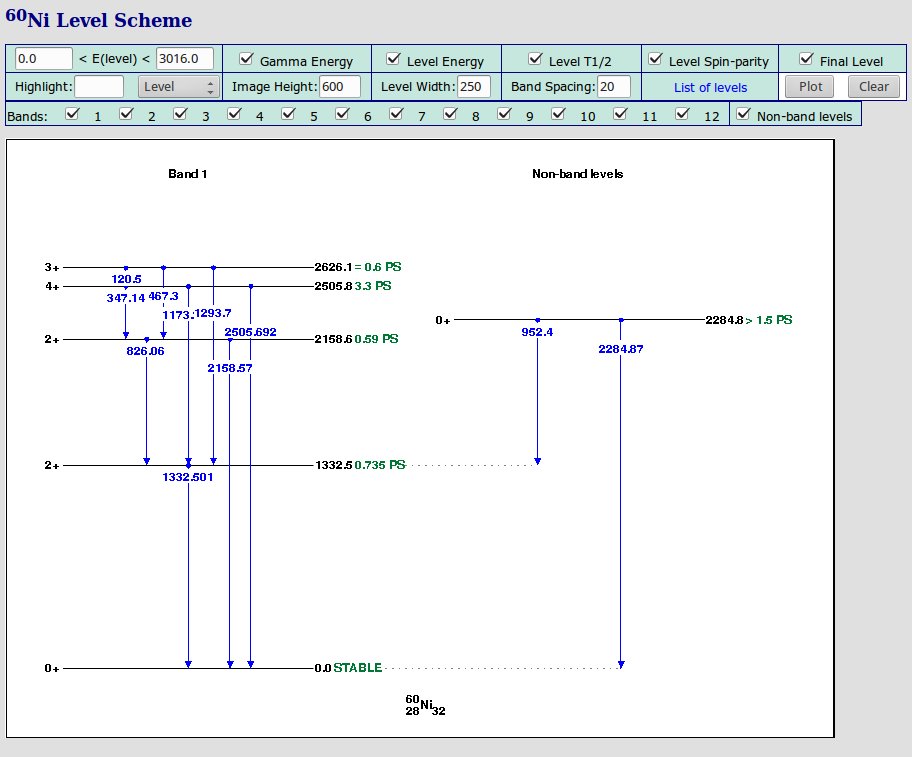 60Ni Level Scheme
0.0 < E(level) < 3016.0 Gamma Energy Level Energy Level T1/2 Level Spin-parity Final Level
Highlight: Level Image Height: 600 Level Width: 250 Band Spacing: 20 List of levels Plot Clear
Bands: 1 2 3 4 5 6 7 8 9 10 11 12 Non-band levels
Band 1 Non-band levels
3+ 2626.1 = 0.6 PS
120.5
4+ 2505.8 3.3 PS
347.14 467.3
1173. 1293.7
0+ 2284.8 > 1.5 PS
2505.692 952.4
2+ 2158.6 0.59 PS
826.06 2284.87
2158.57
2+ 1332.5 0.735 PS
1332.501
0+ 0.0 STABLE
60
28Ni32